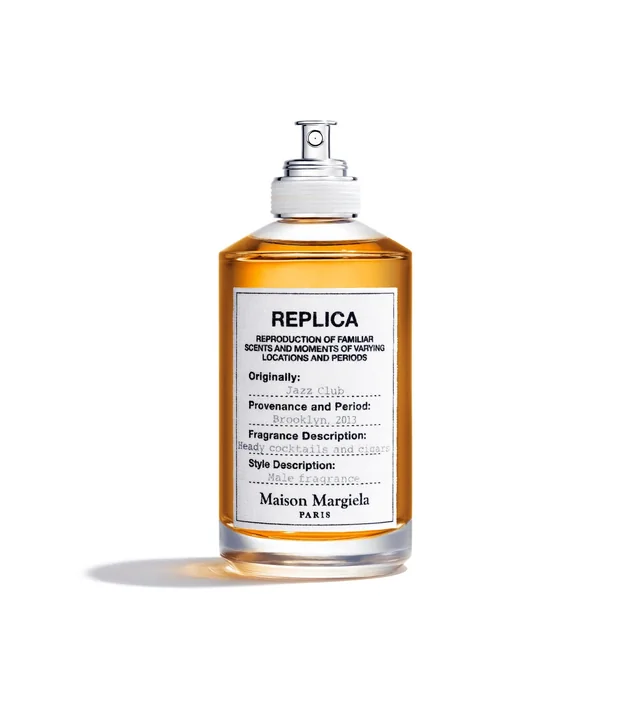 REPLICA
REPRODUCTION OF FAMILIAR
SCENTS AND MOMENTS OF VARYING
LOCATIONS AND PERIODS
Originally:
Jazz Club
Provenance and Period:
Brooklyn, 2013
Fragrance Description:
Heady cocktails and cigars
Style Description:
Male fragrance
Maison Margiela
PARIS